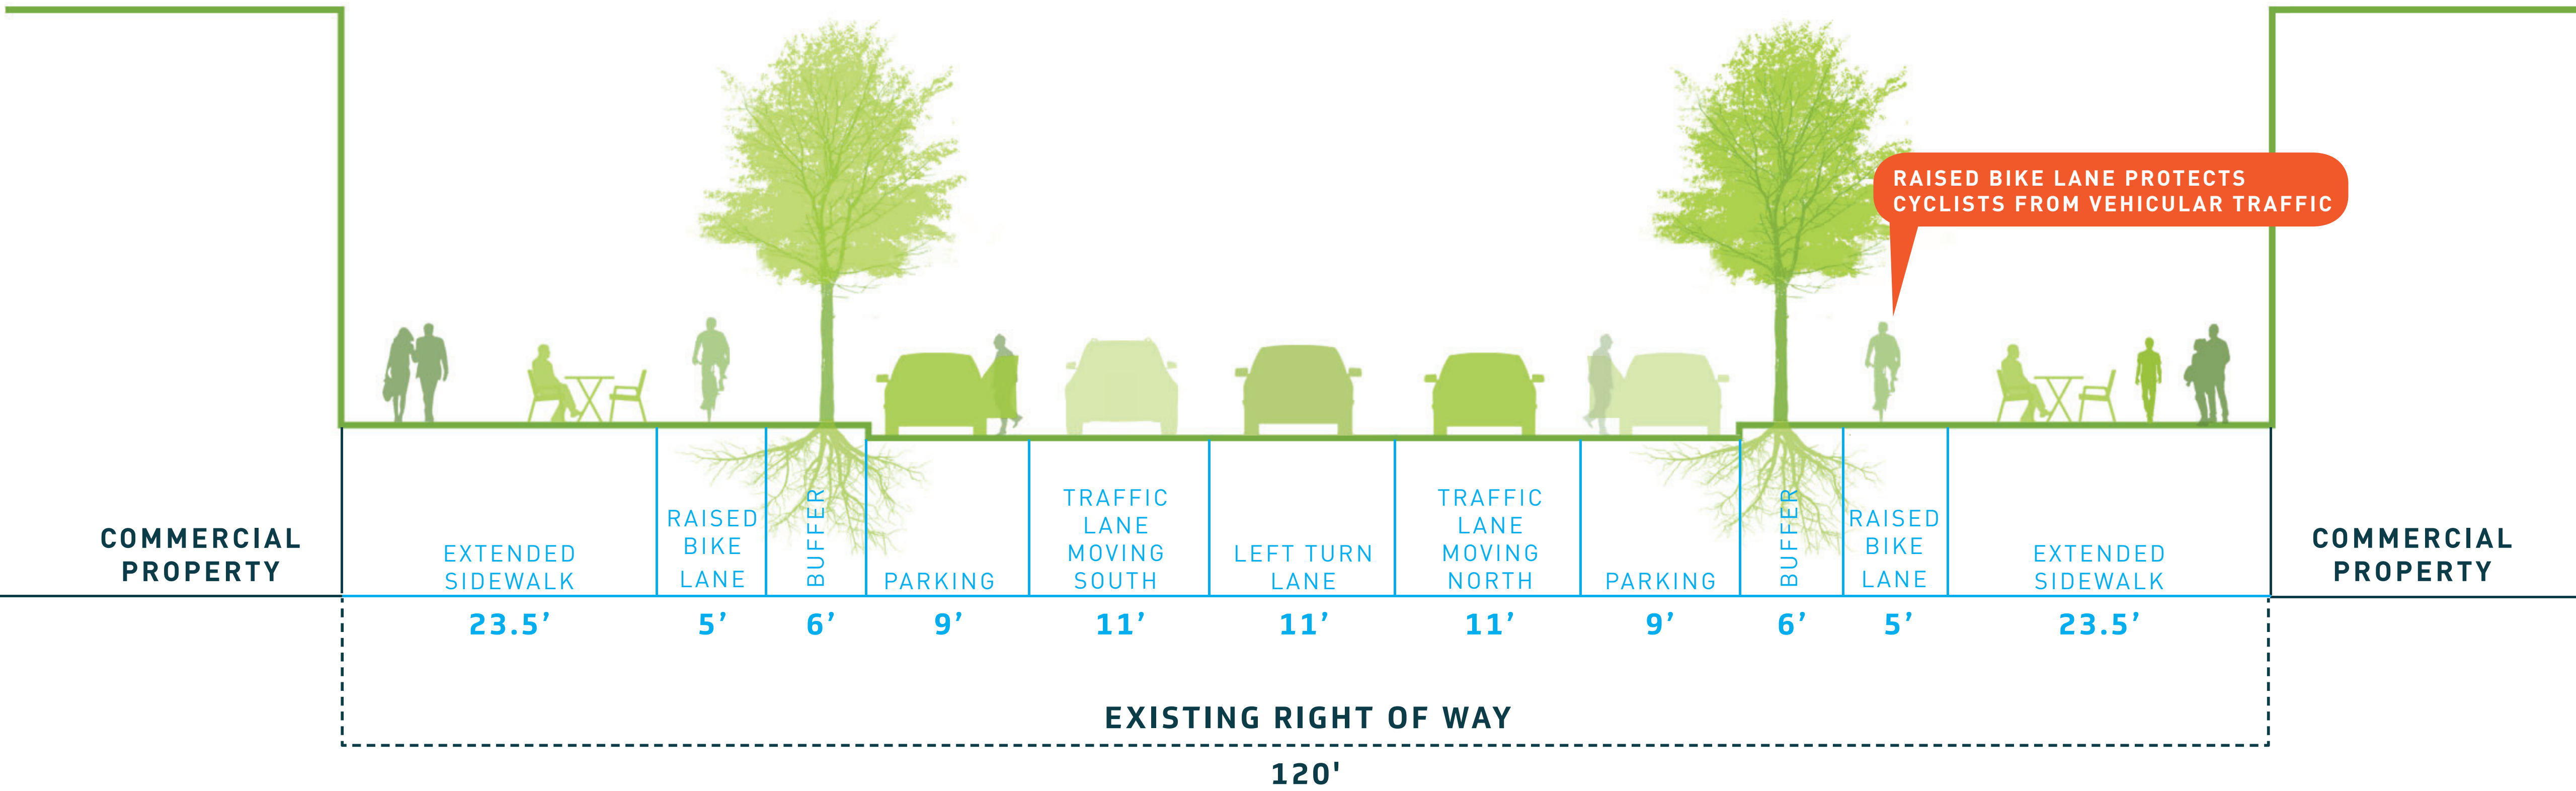 RAISED BIKE LANE PROTECTS
CYCLISTS FROM VEHICULAR TRAFFIC
COMMERCIAL
PROPERTY
EXTENDED
SIDEWALK
23.5’
RAISED
BIKE
LANE
5’
BUFFER
6’
PARKING
9’
TRAFFIC
LANE
MOVING
SOUTH
11’
LEFT TURN
LANE
11’
TRAFFIC
LANE
MOVING
NORTH
11’
PARKING
9’
BUFFER
6’
RAISED
BIKE
LANE
5’
EXTENDED
SIDEWALK
23.5’
COMMERCIAL
PROPERTY
EXISTING RIGHT OF WAY
120'